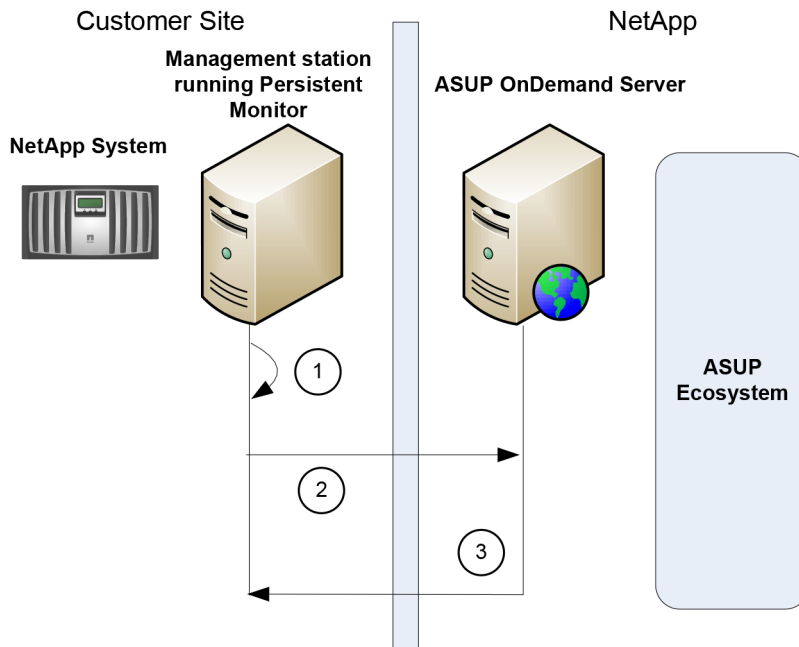 Customer Site
NetApp
Management station
running Persistent
Monitor
ASUP OnDemand Server
NetApp System
1
ASUP
Ecosystem
2
3